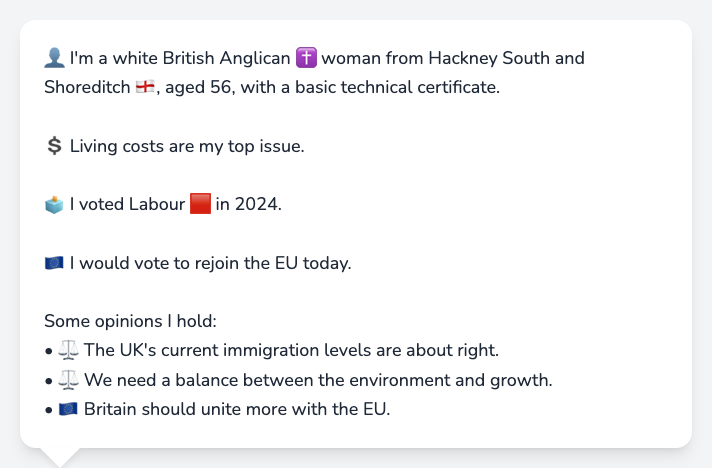 👤 I'm a white British Anglican ✝️ woman from Hackney South and
Shoreditch 🏴󠁧󠁢󠁥󠁮󠁧󠁿, aged 56, with a basic technical certificate.
💲 Living costs are my top issue.
🗳️ I voted Labour 🟥 in 2024.
🇪🇺 I would vote to rejoin the EU today.
Some opinions I hold:
• ⚖️ The UK's current immigration levels are about right.
• ⚖️ We need a balance between the environment and growth.
• 🇪🇺 Britain should unite more with the EU.